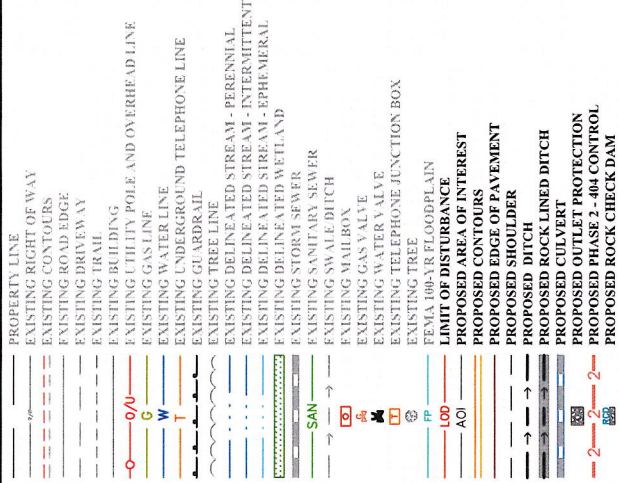 PROPERTY LINE
EXISTING RIGHT OF WAY
EXISTING CONTOURS
EXISTING ROAD EDGE
EXISTING DRIVEWAY
EXISTING TRAIL
EXISTING BUILDING
O/U EXISTING UTILITY POLE AND OVERHEAD LINE
G EXISTING GAS LINE
W EXISTING WATER LINE
T EXISTING UNDERGROUND TELEPHONE LINE
EXISTING GUARDRAIL
EXISTING TREE LINE
EXISTING DELINEATED STREAM - PERENNIAL
EXISTING DELINEATED STREAM - INTERMITTENT
EXISTING DELINEATED STREAM - EPHEMERAL
EXISTING DELINEATED WETLAND
EXISTING STORM SEWER
SAN EXISTING SANITARY SEWER
EXISTING SWALE DITCH
EXISTING MAILBOX
EXISTING GAS VALVE
EXISTING WATER VALVE
T EXISTING TELEPHONE JUNCTION BOX
EXISTING TREE
FP FEMA 100-YR FLOODPLAIN
LOD LIMIT OF DISTURBANCE
AOI PROPOSED AREA OF INTEREST
PROPOSED CONTOURS
PROPOSED EDGE OF PAVEMENT
PROPOSED SHOULDER
PROPOSED DITCH
PROPOSED ROCK LINED DITCH
PROPOSED CULVERT
PROPOSED OUTLET PROTECTION
2 2 2 PROPOSED PHASE 2 - 404 CONTROL
RCD PROPOSED ROCK CHECK DAM